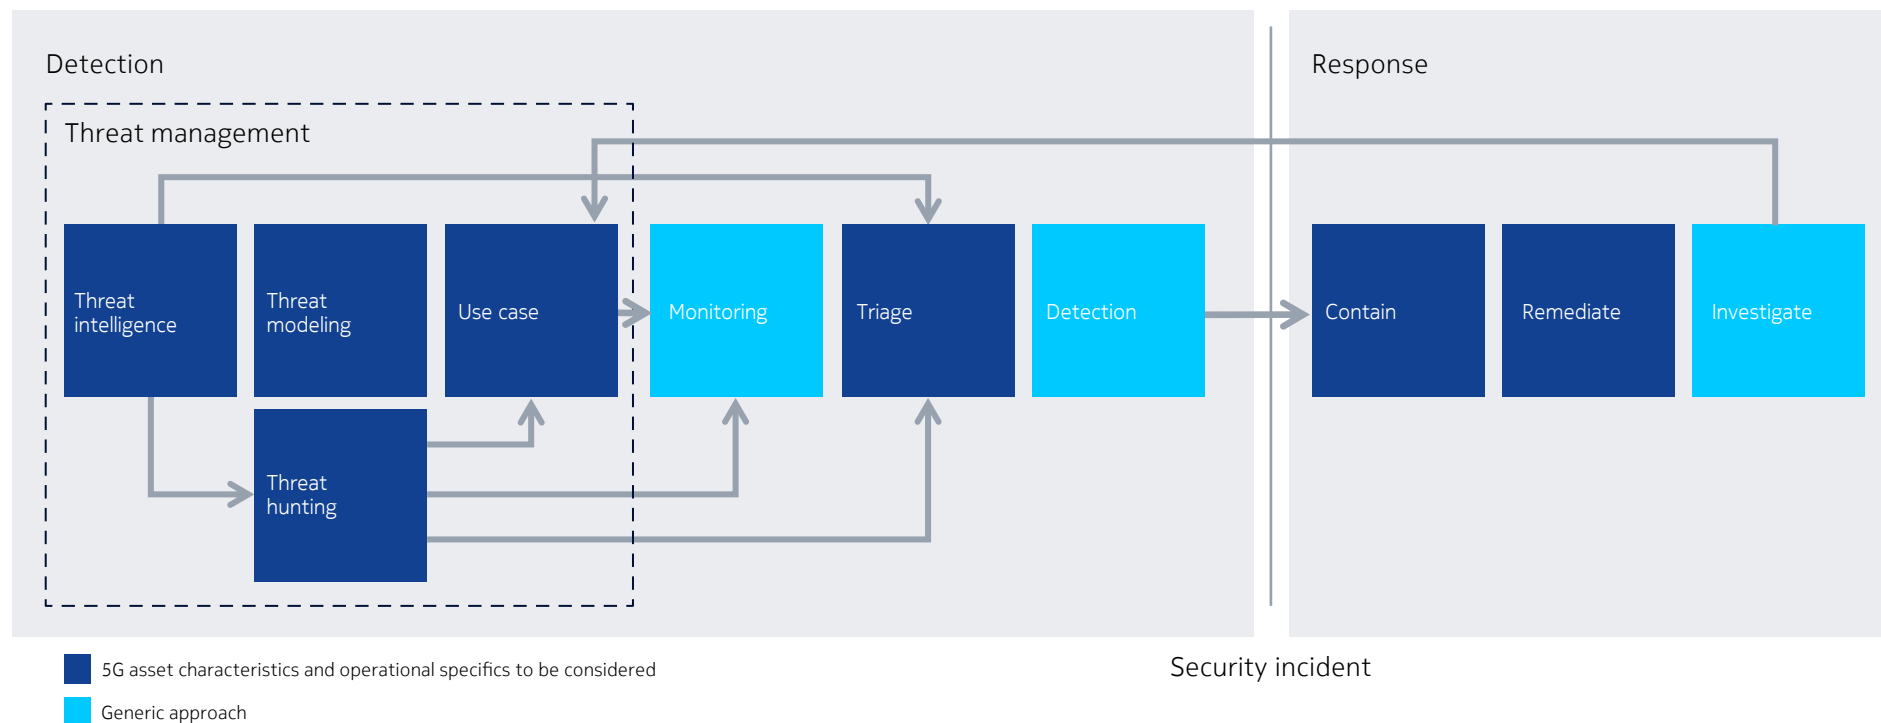 Detection
Response
Threat management
Threat
intelligence
Threat
modeling
Use case
Monitoring
Triage
Detection
Contain
Remediate
Investigate
Threat
hunting
5G asset characteristics and operational specifics to be considered
Security incident
Generic approach